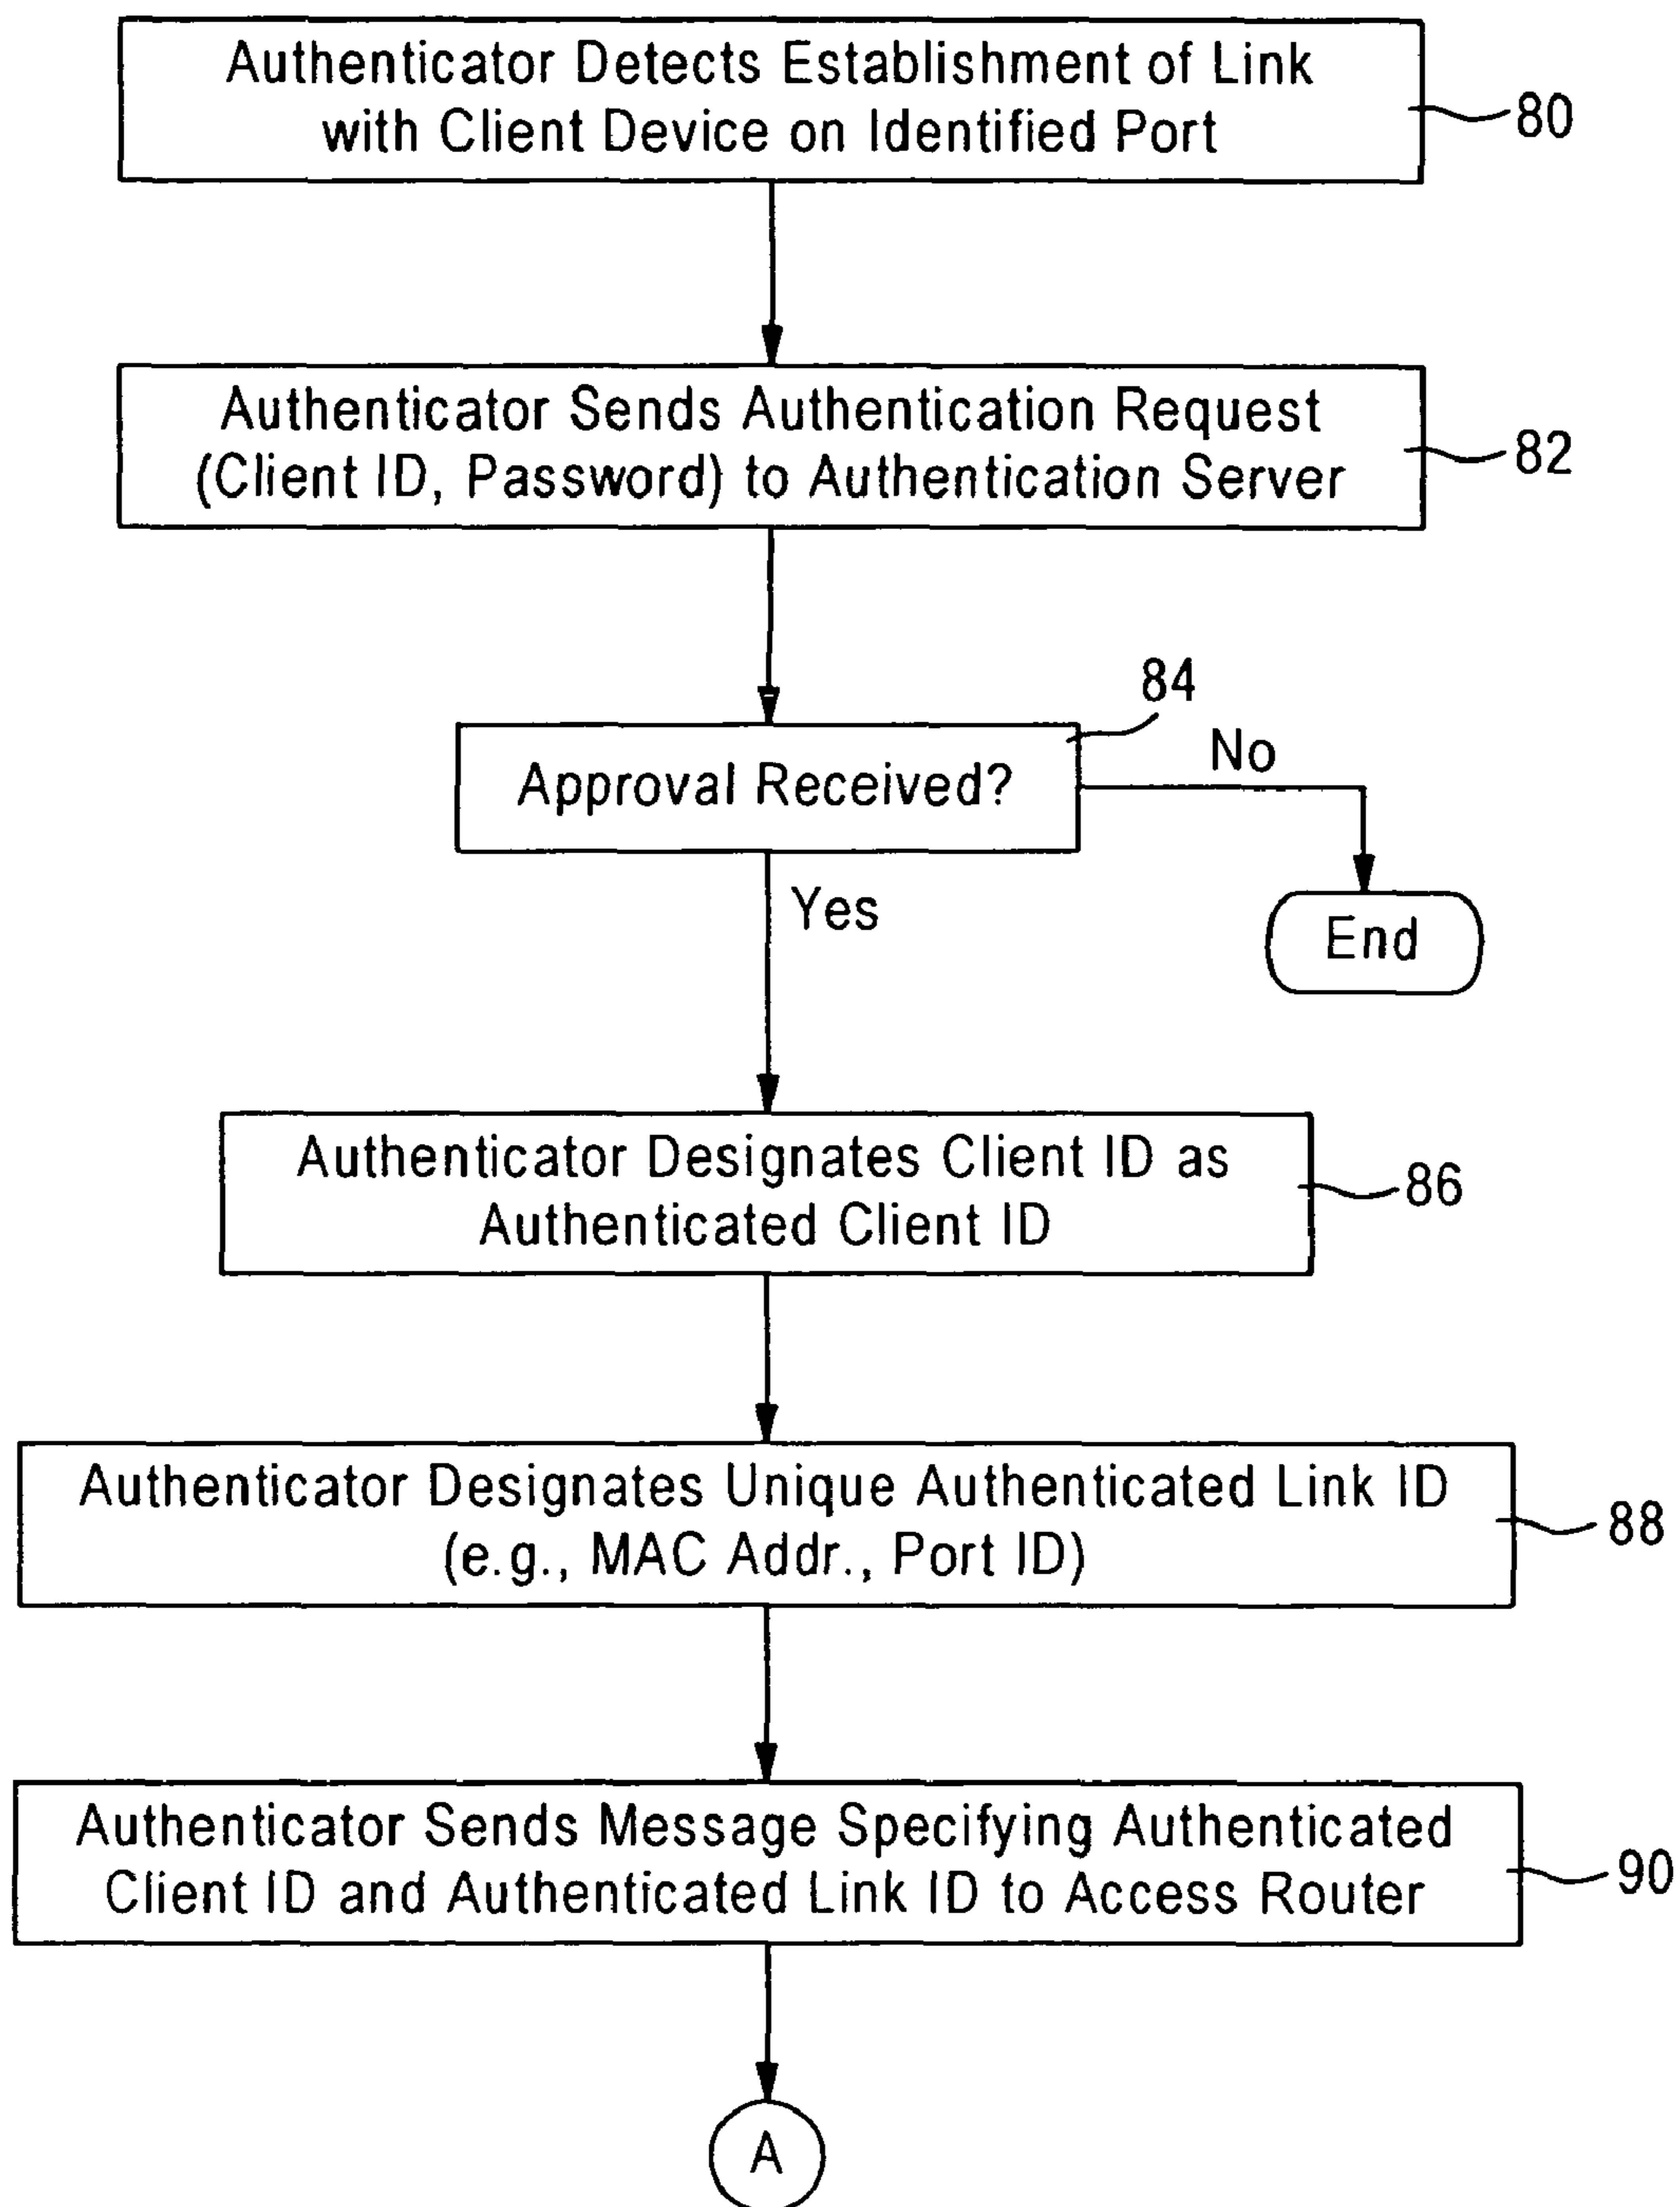 Authenticator Detects Establishment of Link
with Client Device on Identified Port
80
Authenticator Sends Authentication Request
(Client ID, Password) to Authentication Server
82
84
Approval Received?
No
Yes
End
Authenticator Designates Client ID as
Authenticated Client ID
86
Authenticator Designates Unique Authenticated Link ID
(e.g., MAC Addr., Port ID)
88
Authenticator Sends Message Specifying Authenticated
Client ID and Authenticated Link ID to Access Router
90
A